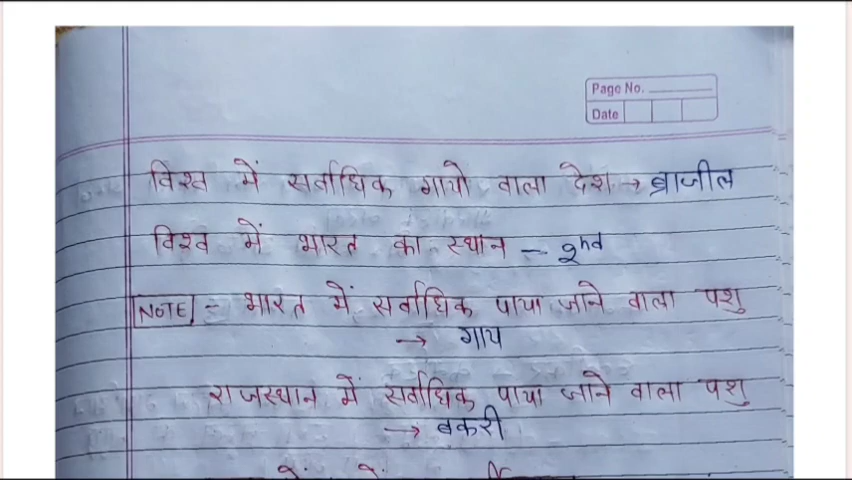 Page No.
Date
विश्व में सर्वाधिक गायो वाला देश → ब्राजील
विश्व में भारत का स्थान - 2nd
NOTE :- भारत में सर्वाधिक पाया जाने वाला पशु
→ गाय
राजस्थान में सर्वाधिक पाया जाने वाला पशु
→ बकरी